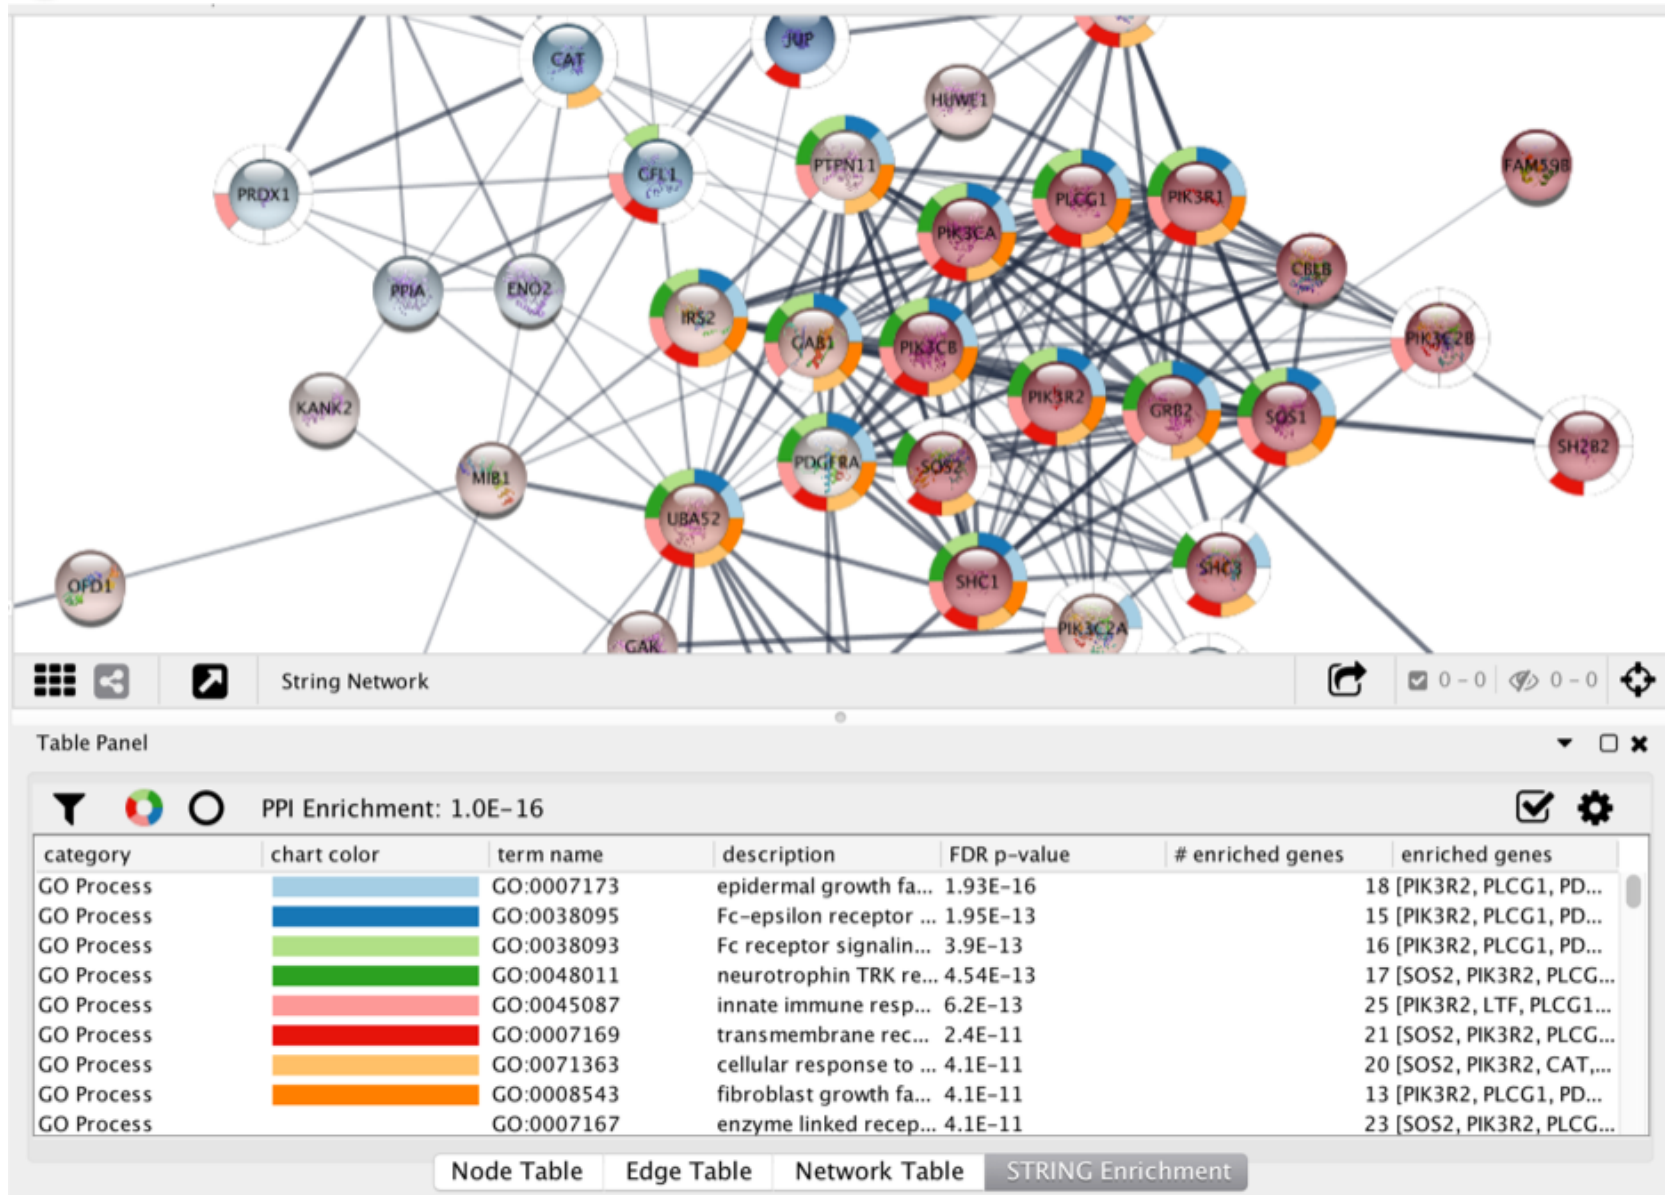 CAT
JUP
HUWE1
PTPN11
FAM59B
CFL1
PRDX1
PLCG1
PIK3R1
PIK3CA
CBLB
PPIA
ENO2
IRS2
GAB1
PIK3CB
PIK3C2B
PIK3R2
KANK2
GRB2
SOS1
SH2B2
PDGFRA
SOS2
MIB1
UBA52
OFD1
SHC1
SHC3
PIK3C2A
GAK
String Network
0 - 0
0 - 0
Table Panel
PPI Enrichment: 1.0E-16
category chart color term name description FDR p-value # enriched genes enriched genes
GO Process GO:0007173 epidermal growth fa... 1.93E-16 18 [PIK3R2, PLCG1, PD...
GO Process GO:0038095 Fc-epsilon receptor ... 1.95E-13 15 [PIK3R2, PLCG1, PD...
GO Process GO:0038093 Fc receptor signalin... 3.9E-13 16 [PIK3R2, PLCG1, PD...
GO Process GO:0048011 neurotrophin TRK re... 4.54E-13 17 [SOS2, PIK3R2, PLCG...
GO Process GO:0045087 innate immune resp... 6.2E-13 25 [PIK3R2, LTF, PLCG1...
GO Process GO:0007169 transmembrane rec... 2.4E-11 21 [SOS2, PIK3R2, PLCG...
GO Process GO:0071363 cellular response to ... 4.1E-11 20 [SOS2, PIK3R2, CAT,...
GO Process GO:0008543 fibroblast growth fa... 4.1E-11 13 [PIK3R2, PLCG1, PD...
GO Process GO:0007167 enzyme linked recep... 4.1E-11 23 [SOS2, PIK3R2, PLCG...
Node Table Edge Table Network Table STRING Enrichment